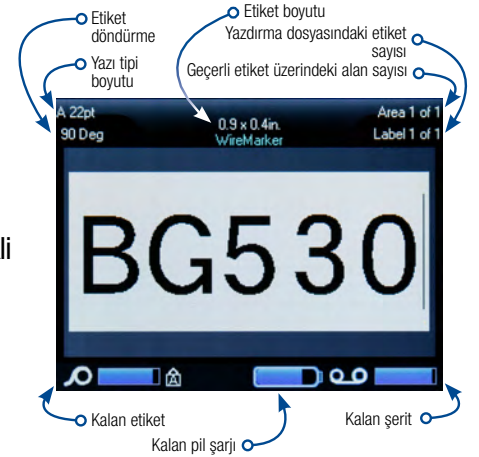 Etiket
döndürme
Etiket boyutu
Yazdırma dosyasındaki etiket
sayısı
Yazı tipi
boyutu
Geçerli etiket üzerindeki alan sayısı
A 22pt
90 Deg
0.9 x 0.4in.
WireMarker
Area 1 of 1
Label 1 of 1
BG530
A
Kalan etiket
Kalan pil şarjı
Kalan şerit